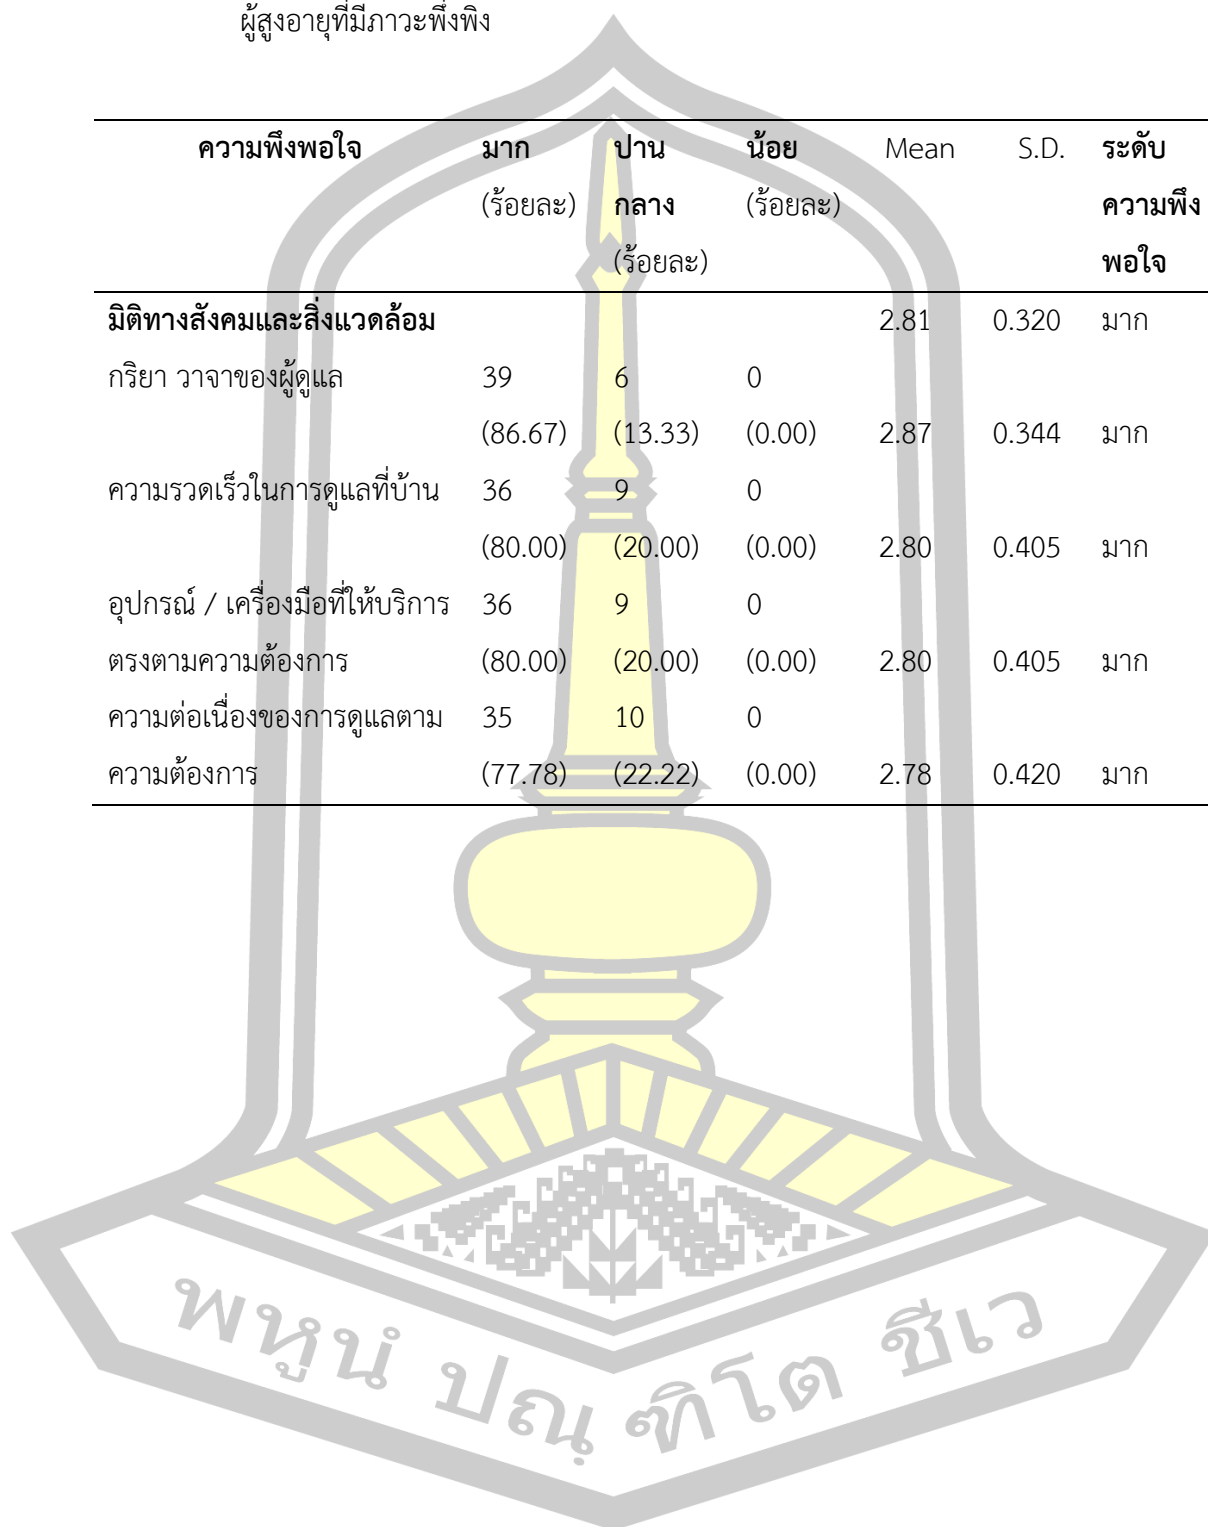 ผู้สูงอายุที่มีภาวะพึ่งพิง
ความพึงพอใจ มาก ปาน น้อย Mean S.D. ระดับ
(ร้อยละ) กลาง (ร้อยละ) ความพึง
(ร้อยละ) พอใจ
มิติทางสังคมและสิ่งแวดล้อม 2.81 0.320 มาก
กริยา วาจาของผู้ดูแล 39 6 0
(86.67) (13.33) (0.00) 2.87 0.344 มาก
ความรวดเร็วในการดูแลที่บ้าน 36 9 0
(80.00) (20.00) (0.00) 2.80 0.405 มาก
อุปกรณ์ / เครื่องมือที่ให้บริการ 36 9 0
ตรงตามความต้องการ (80.00) (20.00) (0.00) 2.80 0.405 มาก
ความต่อเนื่องของการดูแลตาม 35 10 0
ความต้องการ (77.78) (22.22) (0.00) 2.78 0.420 มาก
พหูนํ ปณฺฑิโต ชีเว